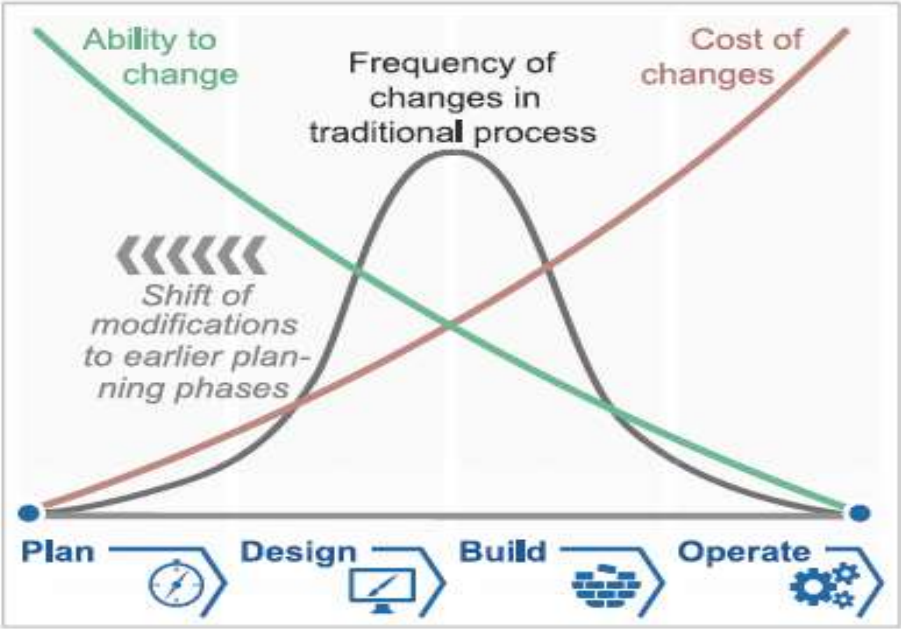 Ability to
change
Frequency of
changes in
traditional process
Cost of
changes
Shift of
modifications
to earlier plan-
ning phases
Plan
Design
Build
Operate